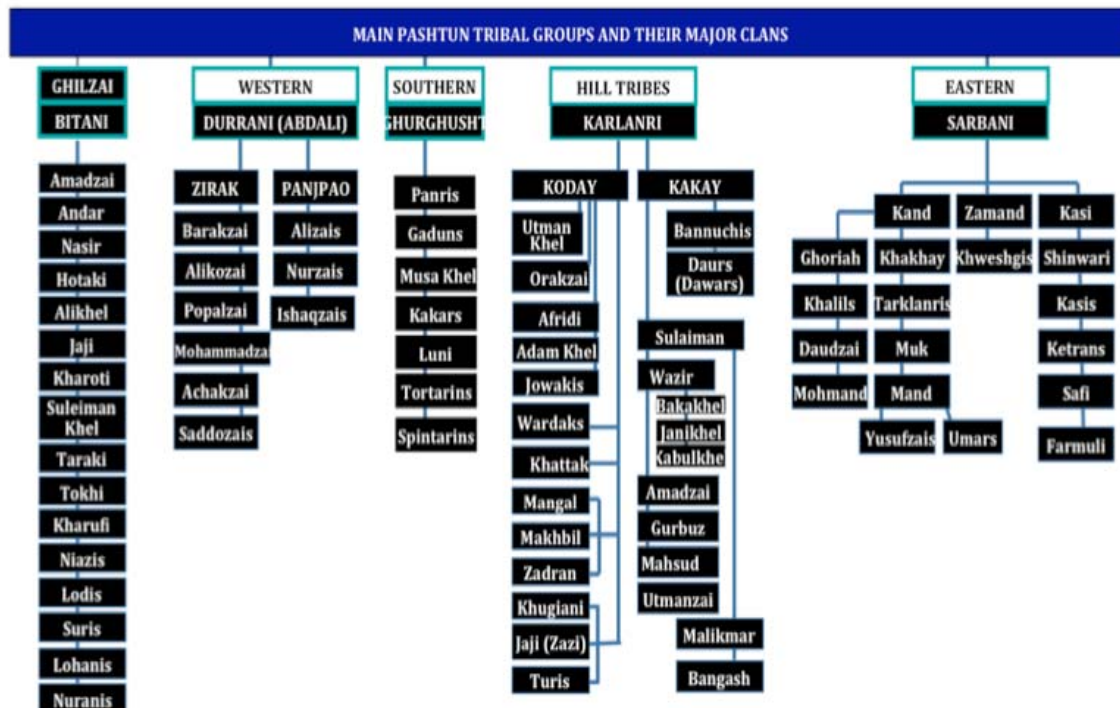 MAIN PASHTUN TRIBAL GROUPS AND THEIR MAJOR CLANS
GHILZAI
BITANI
Amadzai
Andar
Nasir
Hotaki
Alikhel
Jaji
Kharoti
Suleiman
Khel
Taraki
Tokhi
Kharufi
Niazis
Lodis
Suris
Lohanis
Nuranis
WESTERN
DURRANI (ABDALI)
ZIRAK
Barakzai
Alikozai
Popalzai
Mohammadzai
Achakzai
Saddozais
PANJPAO
Alizais
Nurzais
Ishaqzais
SOUTHERN
GHURGHUSHT
Panris
Gaduns
Musa Khel
Kakars
Luni
Tortarins
Spintarins
HILL TRIBES
KARLANRI
KODAY
Utman
Khel
Orakzai
Afridi
Adam Khel
Jowakis
Wardaks
Khattak
Mangal
Makhbil
Zadran
Khugiani
Jaji (Zazi)
Turis
KAKAY
Bannuchis
Daurs
(Dawars)
Sulaiman
Wazir
Bakakhel
Janikhel
Kabulkhe
Amadzai
Gurbuz
Mahsud
Utmanzai
Malikmar
Bangash
EASTERN
SARBANI
Kand
Ghoriah
Khalils
Daudzai
Mohmand
Khakhay
Tarklanris
Muk
Mand
Yusufzais
Umars
Zamand
Khweshgis
Kasi
Shinwari
Kasis
Ketrans
Safi
Farmuli